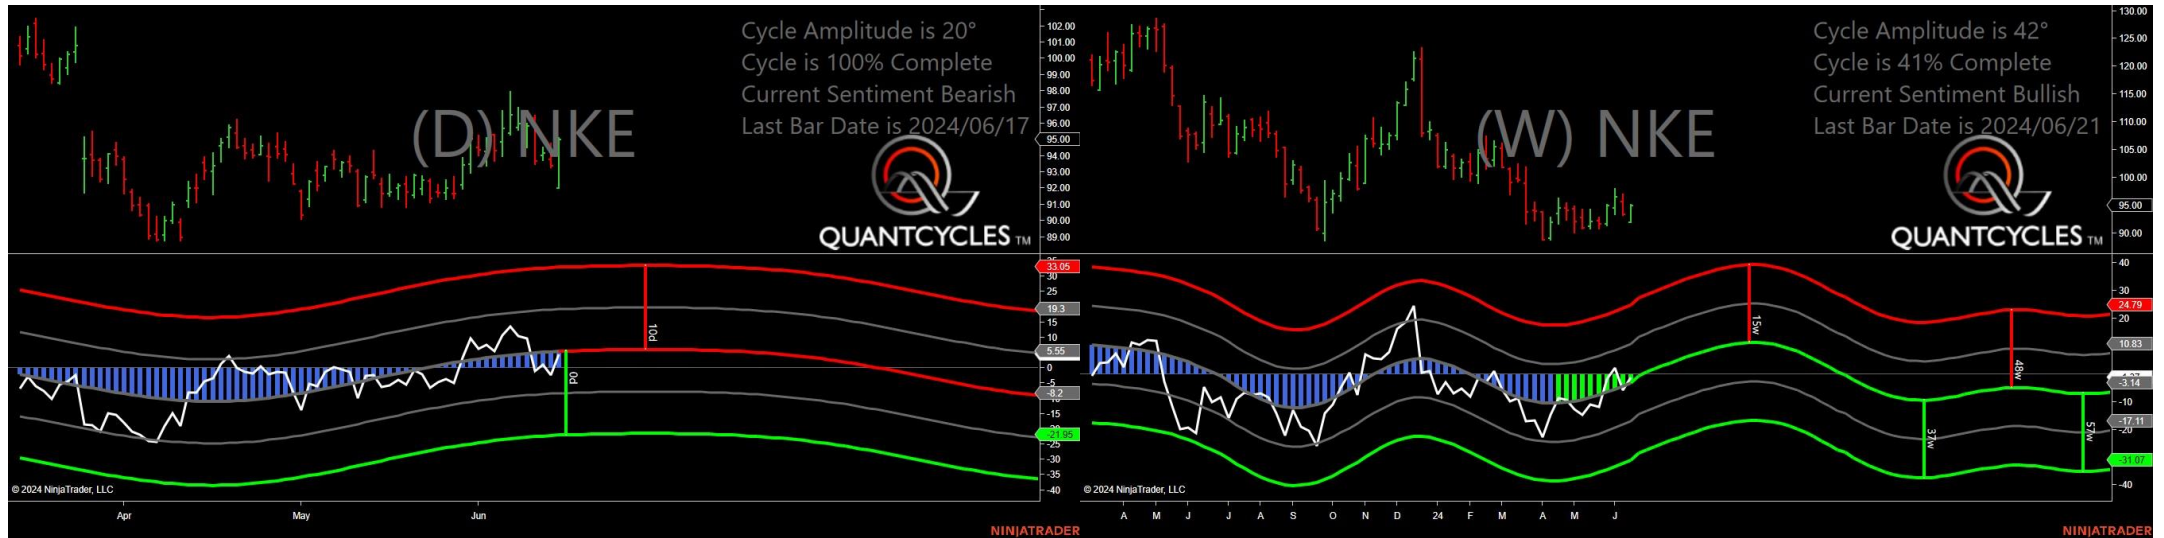 Cycle Amplitude is 20°
Cycle is 100% Complete
Current Sentiment Bearish
Last Bar Date is 2024/06/17
(D) NKE
QUANTCYCLES TM
102.00
100.00
99.00
98.00
97.00
96.00
95.00
94.00
93.00
92.00
91.00
90.00
89.00
33.05
30
25
19.3
15
10
5.55
0
-5
-8.2
-15
-21.95
-25
-30
-35
-40
10d
0d
© 2024 NinjaTrader, LLC
Apr May Jun
NINJATRADER
Cycle Amplitude is 42°
Cycle is 41% Complete
Current Sentiment Bullish
Last Bar Date is 2024/06/21
(W) NKE
QUANTCYCLES TM
130.00
125.00
120.00
115.00
110.00
105.00
100.00
95.00
90.00
40
30
24.79
20
10.83
-3.14
-10
-17.11
-20
-31.07
-40
15w
48w
37w
57w
© 2024 NinjaTrader, LLC
A M J J A S O N D 24 F M A M J
NINJATRADER